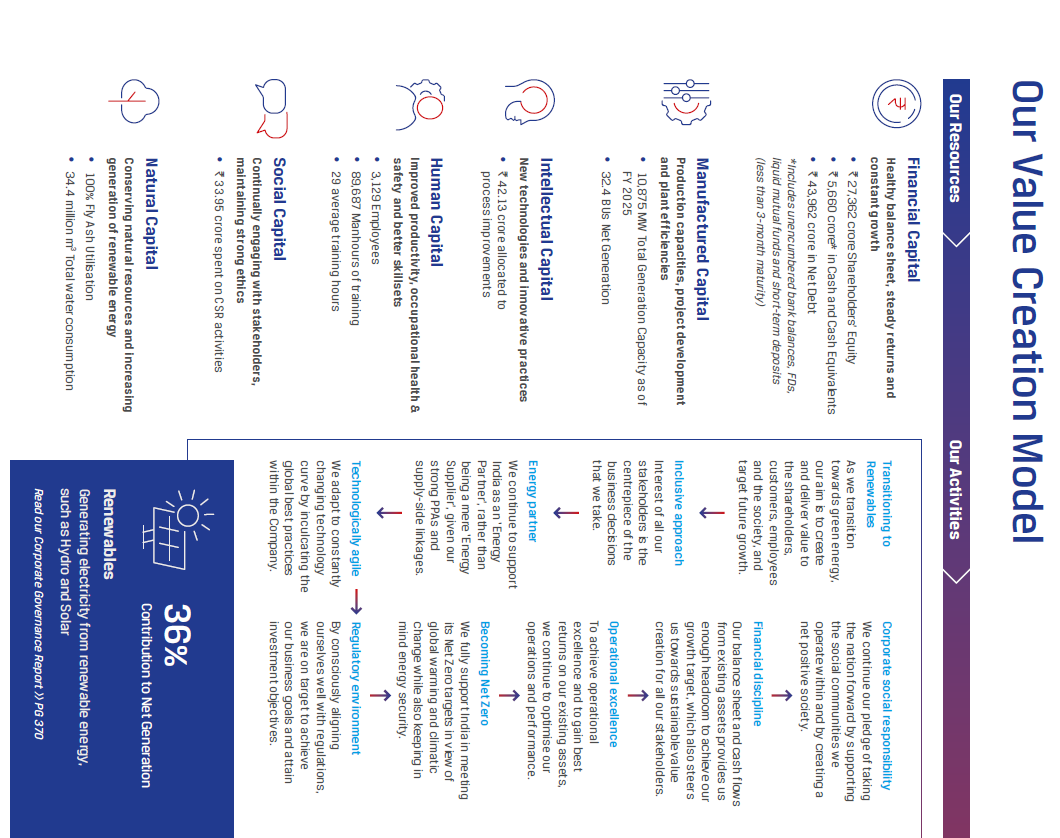 Our Value Creation Model
Our Resources
Our Activities
Financial Capital
Healthy balance sheet, steady returns and
constant growth
• ₹ 27,362 crore Shareholders' Equity
• ₹ 5,660 crore* in Cash and Cash Equivalents
• ₹ 43,962 crore in Net Debt
*Includes unencumbered bank balances, FDs,
liquid mutual funds and short-term deposits
(less than 3-month maturity)
Manufactured Capital
Production capacities, project development
and plant efficiencies
• 10,875 MW Total Generation Capacity as of
FY 2025
• 32.4 BUs Net Generation
Intellectual Capital
New technologies and innovative practices
• ₹ 42.13 crore allocated to
process improvements
Human Capital
Improved productivity, occupational health &
safety and better skillsets
• 3,129 Employees
• 89,687 Manhours of training
• 29 average training hours
Social Capital
Continually engaging with stakeholders,
maintaining strong ethics
• ₹ 33.95 crore spent on CSR activities
Natural Capital
Conserving natural resources and increasing
generation of renewable energy
• 100% Fly Ash Utilisation
• 34.4 million m³ Total water consumption
Transitioning to
Renewables
As we transition
towards green energy,
our aim is to create
and deliver value to
the shareholders,
customers, employees
and the society, and
target future growth.
Inclusive approach
Interest of all our
stakeholders is the
centrepiece of the
business decisions
that we take.
Energy partner
We continue to support
India as an 'Energy
Partner', rather than
being a mere 'Energy
Supplier', given our
strong PPAs and
supply-side linkages.
Technologically agile
We adapt to constantly
changing technology
curve by inculcating the
global best practices
within the Company.
Corporate social responsibility
We continue our pledge of taking
the nation forward by supporting
the social communities we
operate within and by creating a
net positive society.
Financial discipline
Our balance sheet and cash flows
from existing assets provides us
enough headroom to achieve our
growth target, which also steers
us towards sustainable value
creation for all our stakeholders.
Operational excellence
To achieve operational
excellence and to gain best
returns on our existing assets,
we continue to optimise our
operations and performance.
Becoming Net Zero
We fully support India in meeting
its Net Zero targets in view of
global warming and climatic
change while also keeping in
mind energy security.
Regulatory environment
By consciously aligning
ourselves well with regulations,
we are on target to achieve
our business goals and attain
investment objectives.
36%
Contribution to Net Generation
Renewables
Generating electricity from renewable energy,
such as Hydro and Solar
Read our Corporate Governance Report >> PG 370